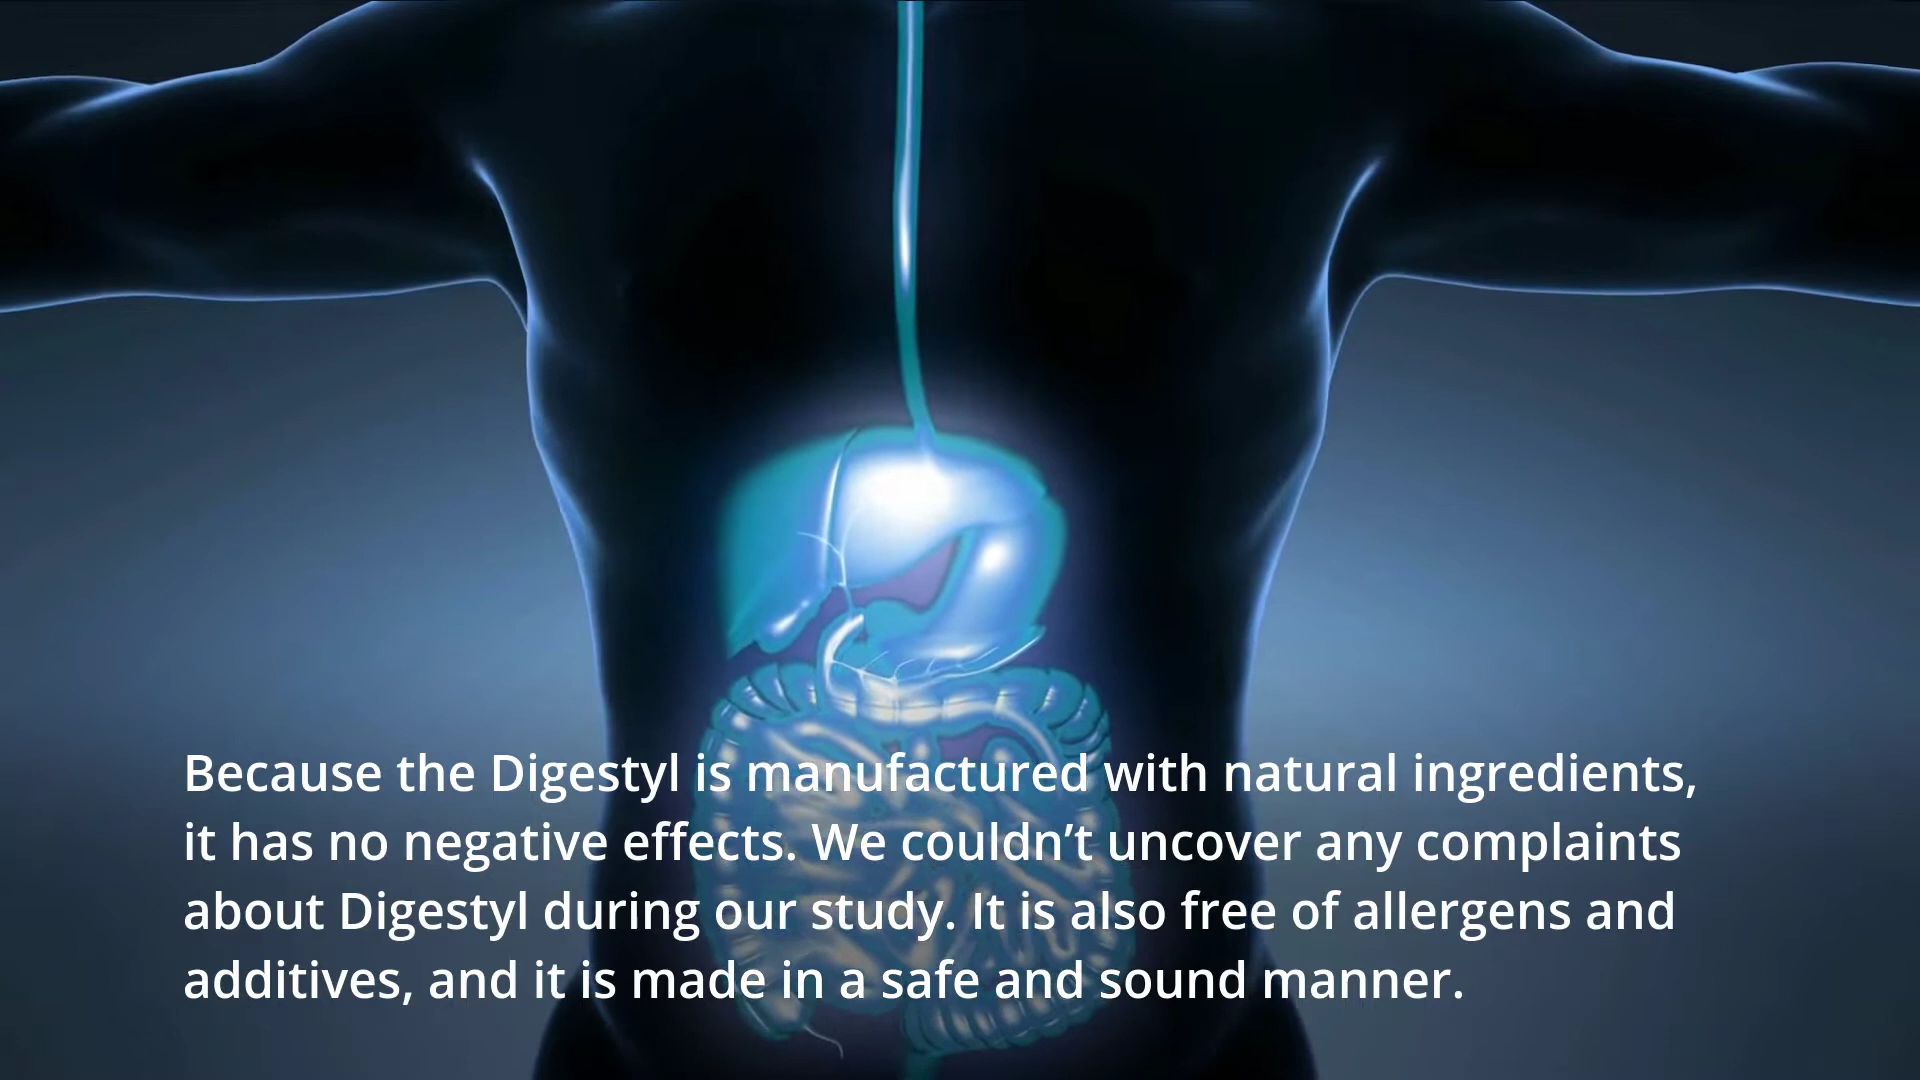 Because the Digestyl is manufactured with natural ingredients,
it has no negative effects. We couldn’t uncover any complaints
about Digestyl during our study. It is also free of allergens and
additives, and it is made in a safe and sound manner.